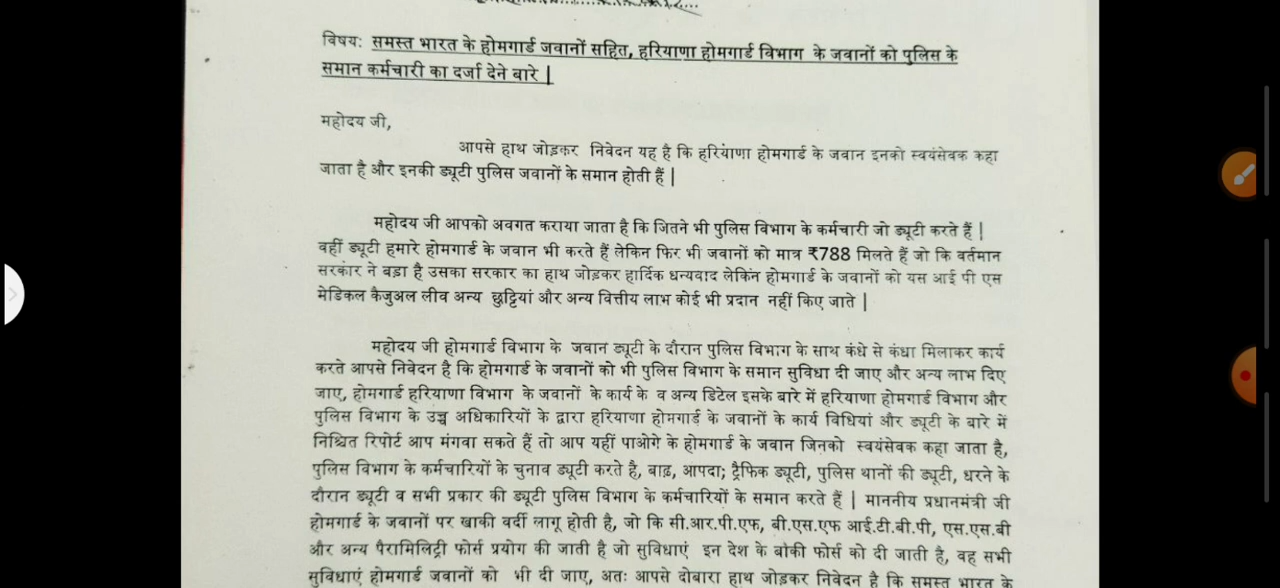 विषय: समस्त भारत के होमगार्ड जवानों सहित, हरियाणा होमगार्ड विभाग के जवानों को पुलिस के
समान कर्मचारी का दर्जा देने बारे |
महोदय जी,
आपसे हाथ जोड़कर निवेदन यह है कि हरियाणा होमगार्ड के जवान इनको स्वयंसेवक कहा
जाता है और इनकी ड्यूटी पुलिस जवानों के समान होती हैं |
महोदय जी आपको अवगत कराया जाता है कि जितने भी पुलिस विभाग के कर्मचारी जो ड्यूटी करते हैं |
वहीं ड्यूटी हमारे होमगार्ड के जवान भी करते हैं लेकिन फिर भी जवानों को मात्र ₹788 मिलते हैं जो कि वर्तमान
सरकार ने बड़ा है उसका सरकार का हाथ जोड़कर हार्दिक धन्यवाद लेकिन होमगार्ड के जवानों को यस आई पी एस
मेडिकल कैजुअल लीव अन्य छुट्टियां और अन्य वित्तीय लाभ कोई भी प्रदान नहीं किए जाते |
महोदय जी होमगार्ड विभाग के जवान ड्यूटी के दौरान पुलिस विभाग के साथ कंधे से कंधा मिलाकर कार्य
करते आपसे निवेदन है कि होमगार्ड के जवानों को भी पुलिस विभाग के समान सुविधा दी जाए और अन्य लाभ दिए
जाए, होमगार्ड हरियाणा विभाग के जवानों के कार्य के व अन्य डिटेल इसके बारे में हरियाणा होमगार्ड विभाग और
पुलिस विभाग के उच्च अधिकारियों के द्वारा हरियाणा होमगार्ड के जवानों के कार्य विधियां और ड्यूटी के बारे में
निश्चित रिपोर्ट आप मंगवा सकते हैं तो आप यहीं पाओगे के होमगार्ड के जवान जिनको स्वयंसेवक कहा जाता है,
पुलिस विभाग के कर्मचारियों के चुनाव ड्यूटी करते है, बाढ़, आपदा; ट्रैफिक ड्यूटी, पुलिस थानों की ड्यूटी, धरने के
दौरान ड्यूटी व सभी प्रकार की ड्यूटी पुलिस विभाग के कर्मचारियों के समान करते हैं | माननीय प्रधानमंत्री जी
होमगार्ड के जवानों पर खाकी वर्दी लागू होती है, जो कि सी.आर.पी.एफ, बी.एस.एफ आई.टी.बी.पी, एस.एस.बी
और अन्य पैरामिलिट्री फोर्स प्रयोग की जाती है जो सुविधाएं इन देश के बाकी फोर्स को दी जाती है, वह सभी
सुविधाएं होमगार्ड जवानों को भी दी जाए, अतः आपसे दोबारा हाथ जोड़कर निवेदन है कि समस्त भारत के